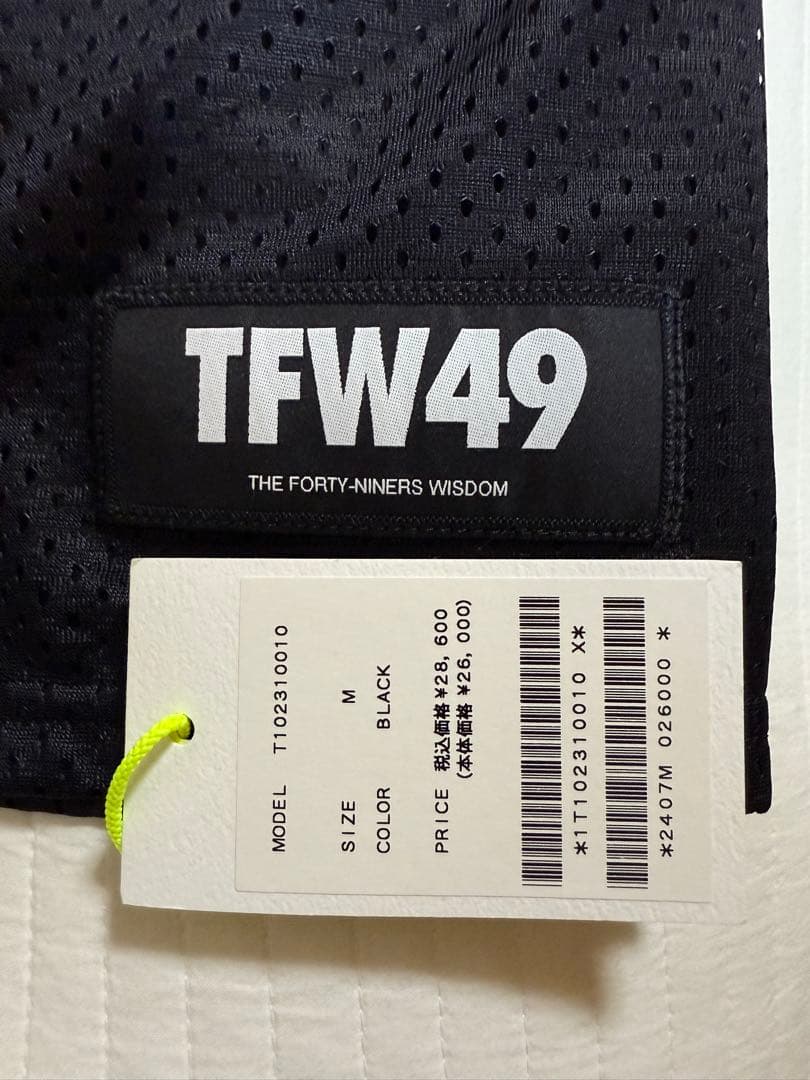 TFW49
THE FORTY-NINERS WISDOM
MODEL T102310010
SIZE M
COLOR BLACK
PRICE 税込価格 ¥28, 600
(本体価格 ¥26, 000)
*1T102310010 X*
*2407M 026000 *